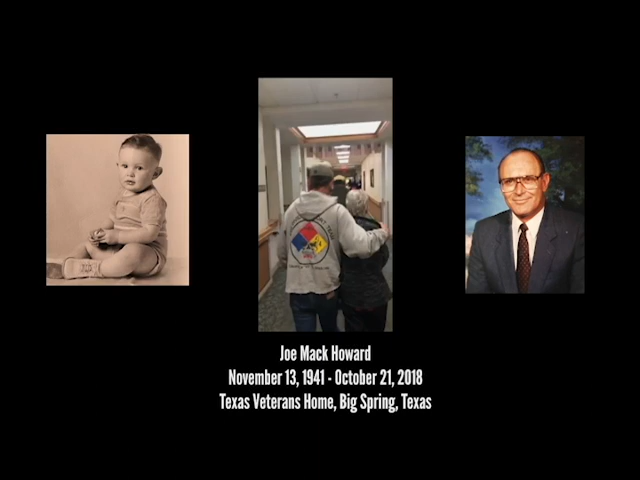 Joe Mack Howard
November 13, 1941 - October 21, 2018
Texas Veterans Home, Big Spring, Texas